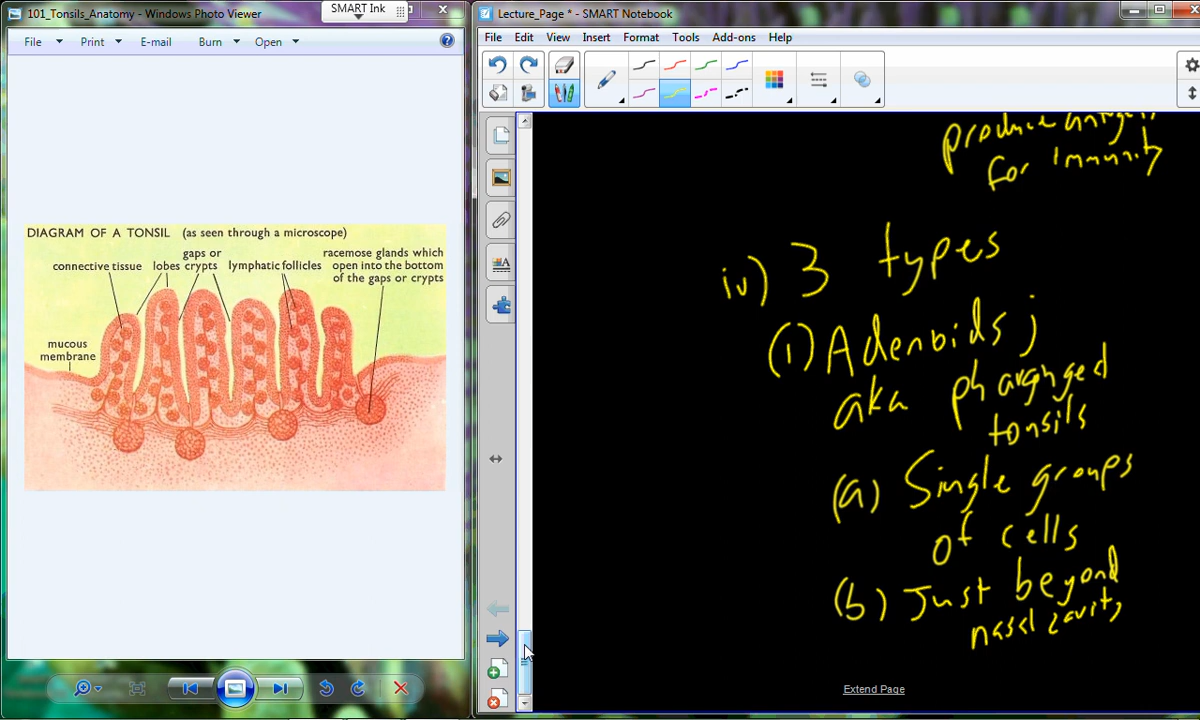 101_Tonsils_Anatomy - Windows Photo Viewer
SMART Ink
File Print E-mail Burn Open
DIAGRAM OF A TONSIL (as seen through a microscope)
connective tissue
lobes
gaps or
crypts
lymphatic follicles
racemose glands which
open into the bottom
of the gaps or crypts
mucous
membrane
Lecture_Page * - SMART Notebook
File Edit View Insert Format Tools Add-ons Help
produce
for immunity
iv) 3 types
(i) Adenoids;
aka pharyngeal
tonsils
(a) Single groups
of cells
(b) Just beyond
nasal cavity
Extend Page